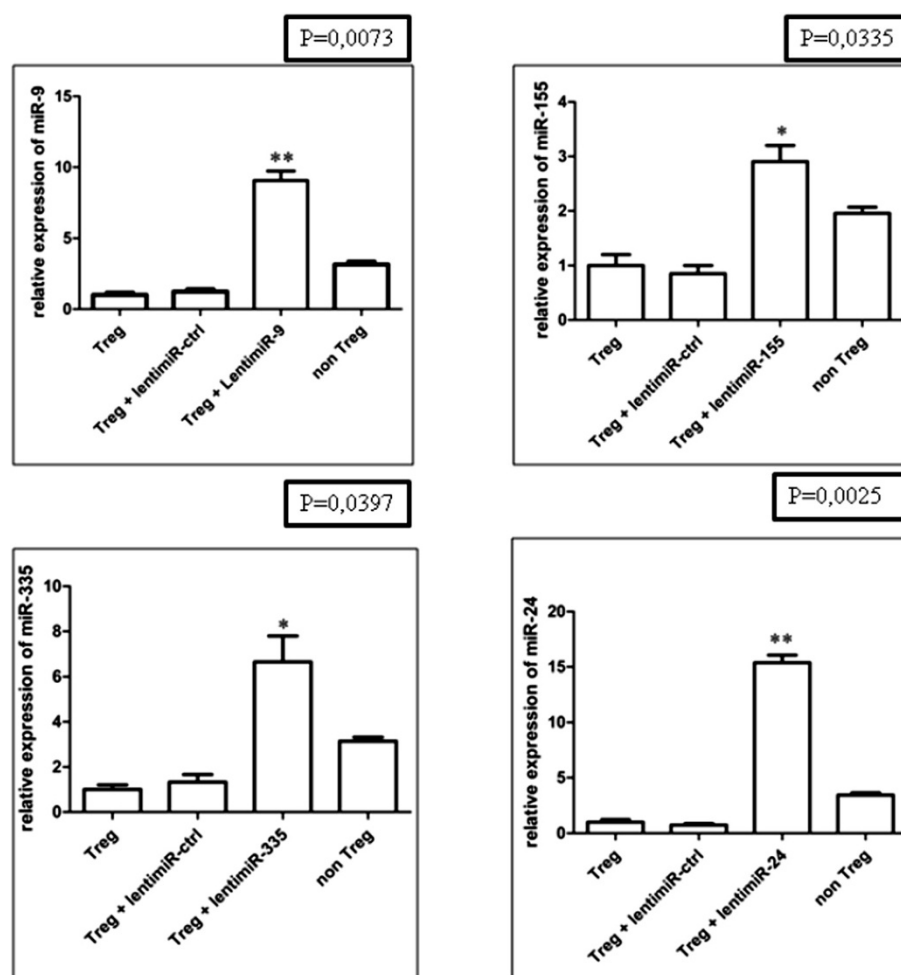 P=0,0073
relative expression of miR-9
15
10
5
0
**
Treg
Treg + lentimiR-ctrl
Treg + LentimiR-9
non Treg
P=0,0335
relative expression of miR-155
4
3
2
1
0
*
Treg
Treg + lentimiR-ctrl
Treg + lentimiR-155
non Treg
P=0,0397
relative expression of miR-335
10
8
6
4
2
0
*
Treg
Treg + lentimiR-ctrl
Treg + lentimiR-335
non Treg
P=0,0025
relative expression of miR-24
20
15
10
5
0
**
Treg
Treg + lentimiR-ctrl
Treg + lentimiR-24
non Treg